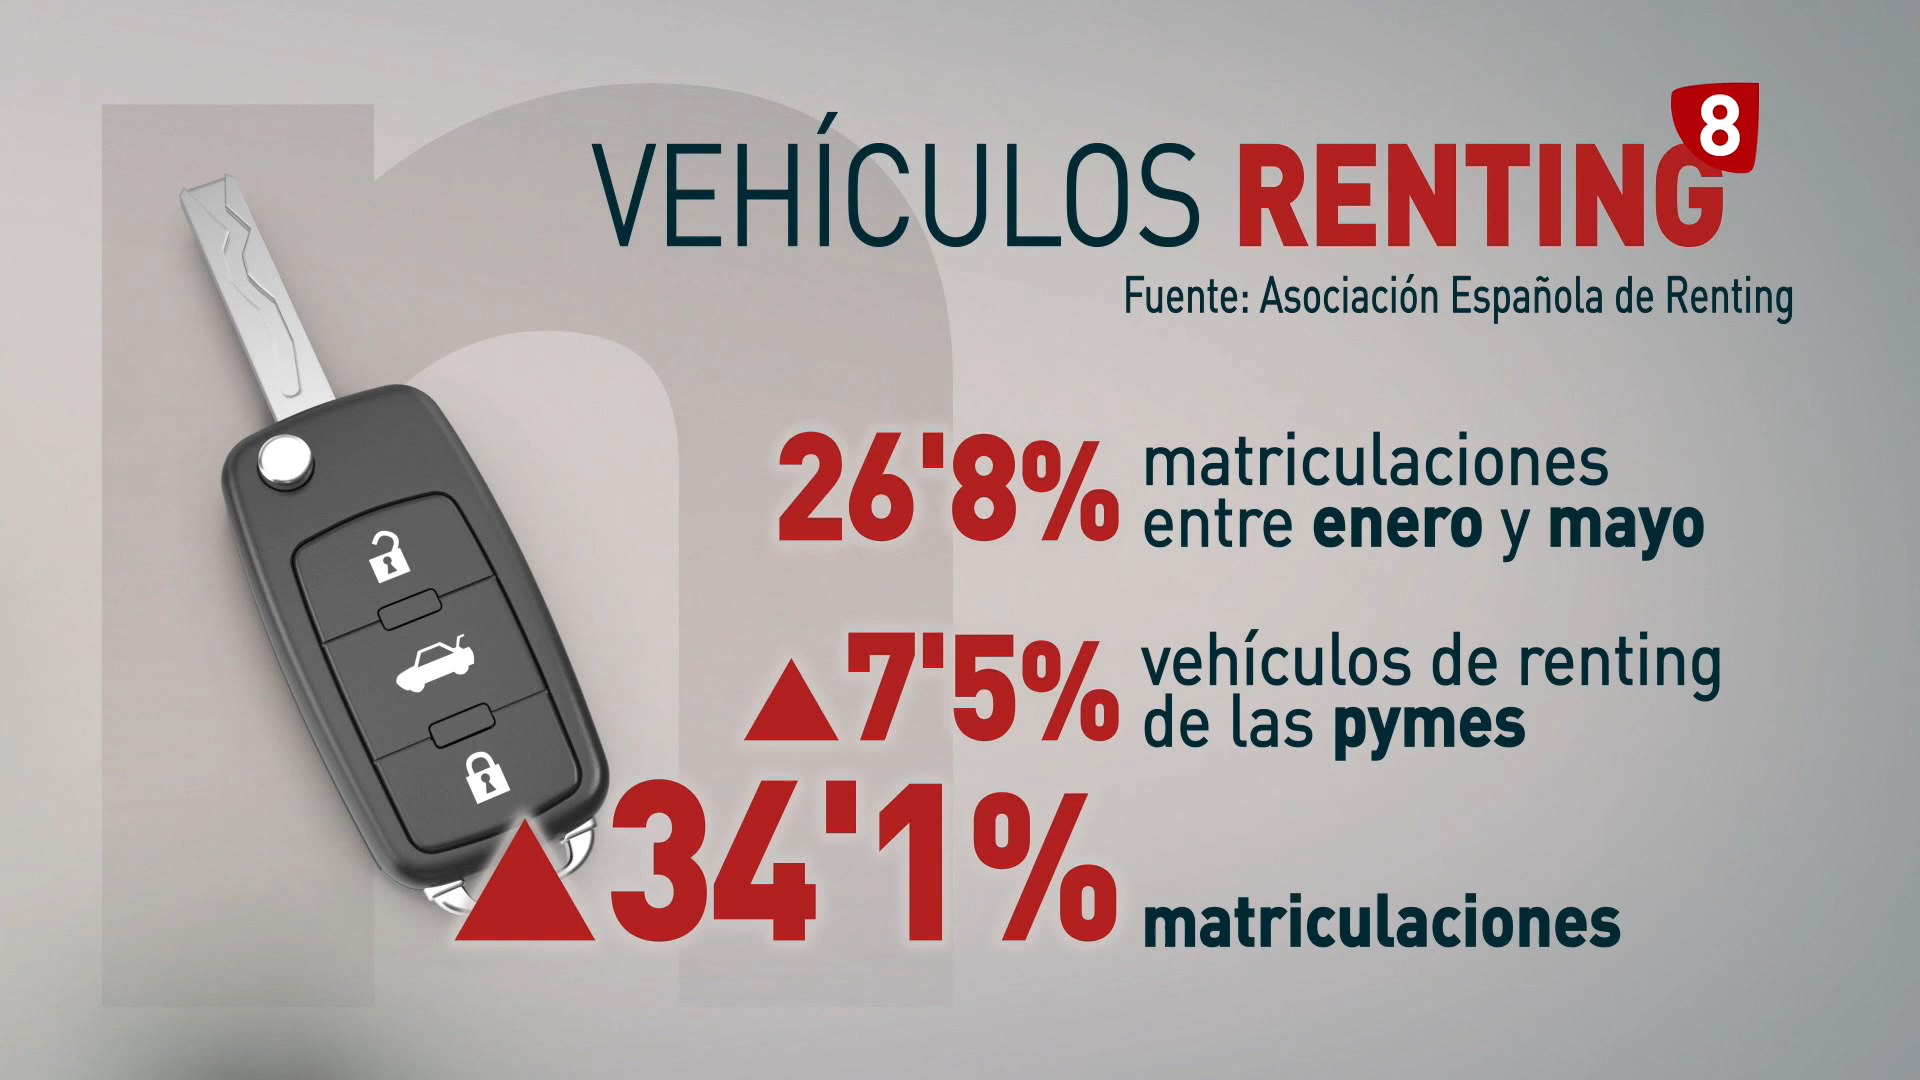 8
VEHÍCULOS RENTING
Fuente: Asociación Española de Renting
26'8% matriculaciones
entre enero y mayo
▲7'5% vehículos de renting
de las pymes
▲34'1% matriculaciones